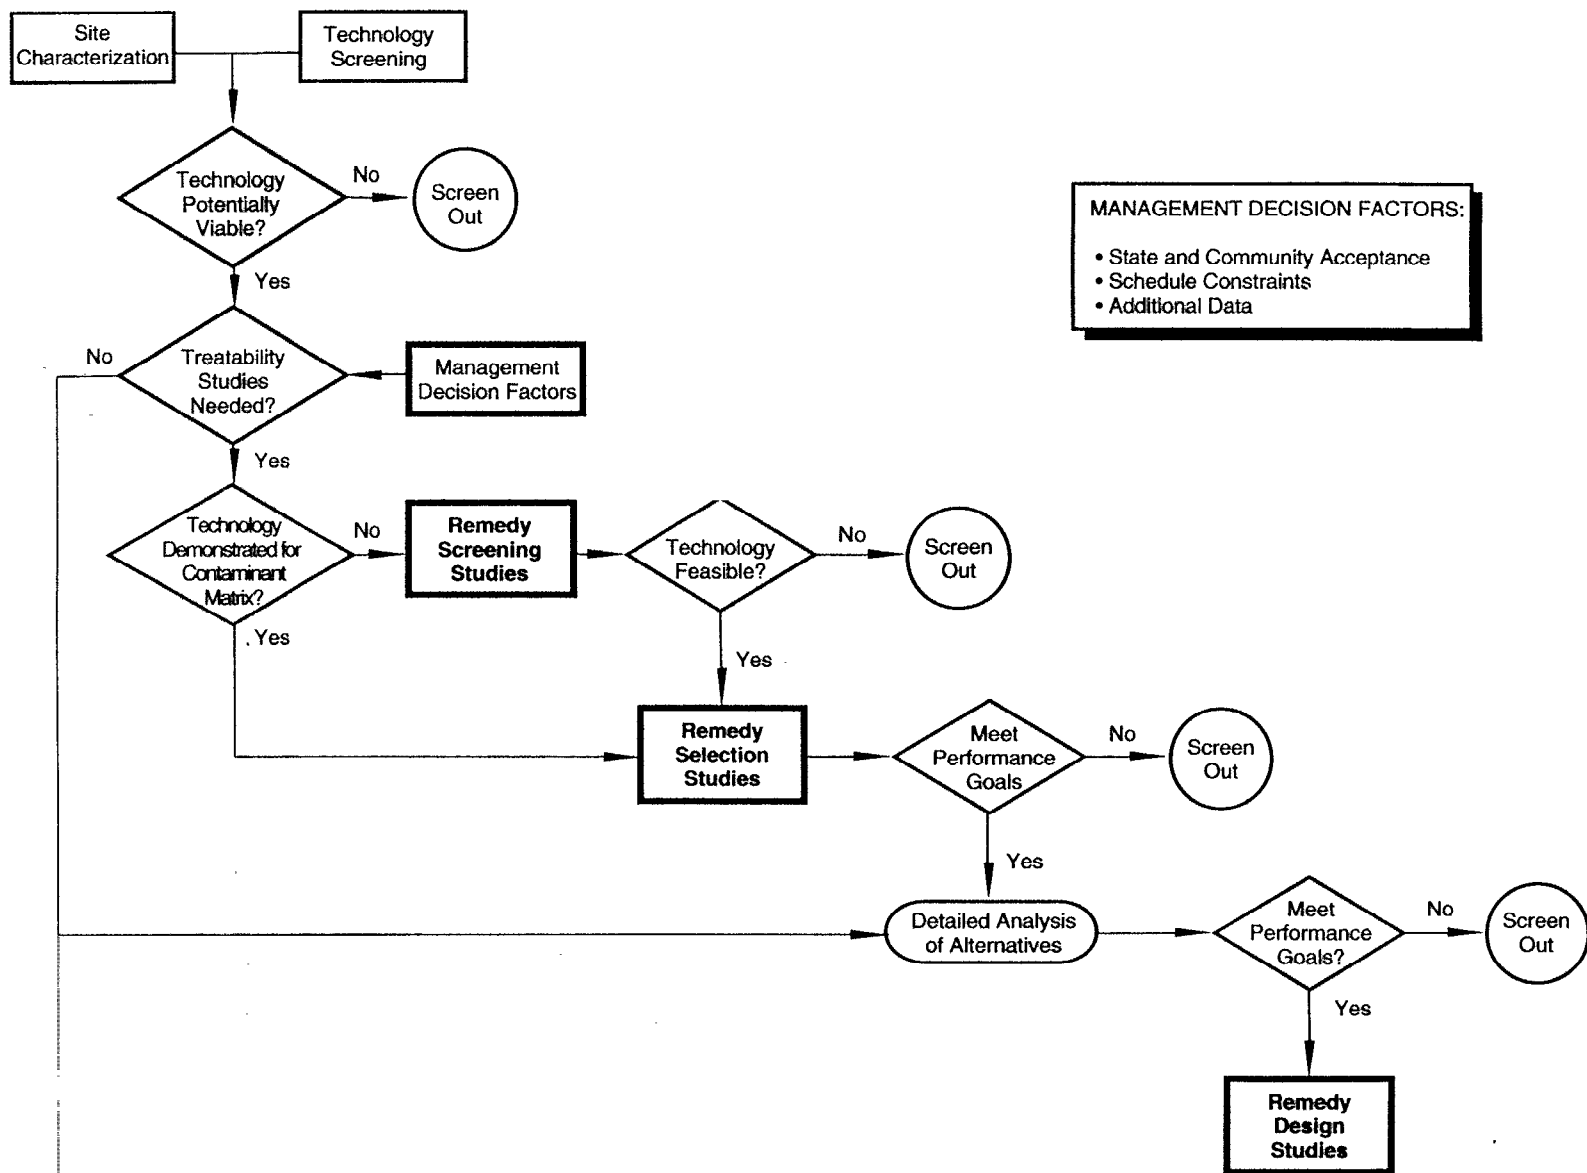 Site
Characterization
Technology
Screening
Technology
Potentially
Viable?
No
Screen
Out
Yes
MANAGEMENT DECISION FACTORS:
• State and Community Acceptance
• Schedule Constraints
• Additional Data
No
Treatability
Studies
Needed?
Management
Decision Factors
Yes
Technology
Demonstrated for
Contaminant
Matrix?
No
Remedy
Screening
Studies
Technology
Feasible?
No
Screen
Out
Yes
Yes
Remedy
Selection
Studies
Meet
Performance
Goals
No
Screen
Out
Yes
Detailed Analysis
of Alternatives
Meet
Performance
Goals?
No
Screen
Out
Yes
Remedy
Design
Studies